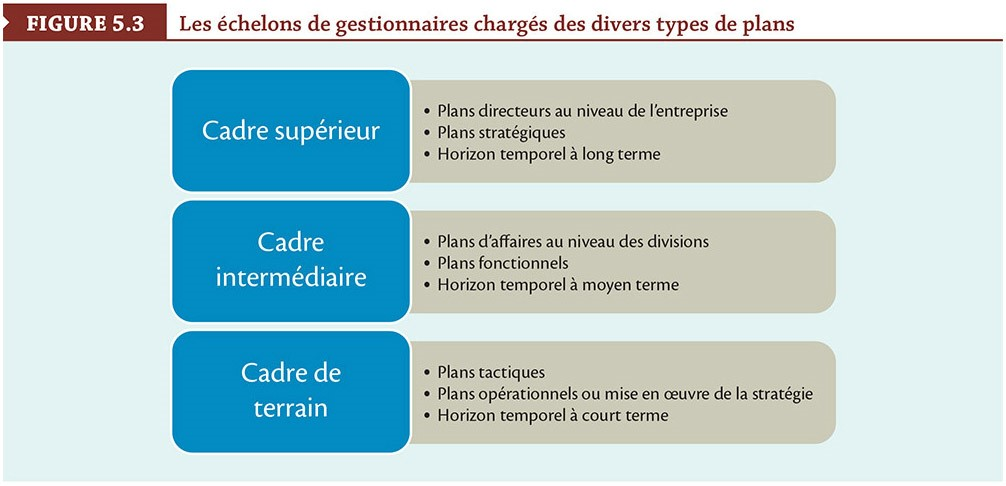 FIGURE 5.3 Les échelons de gestionnaires chargés des divers types de plans
Cadre supérieur
• Plans directeurs au niveau de l’entreprise
• Plans stratégiques
• Horizon temporel à long terme
Cadre
intermédiaire
• Plans d’affaires au niveau des divisions
• Plans fonctionnels
• Horizon temporel à moyen terme
Cadre de
terrain
• Plans tactiques
• Plans opérationnels ou mise en œuvre de la stratégie
• Horizon temporel à court terme